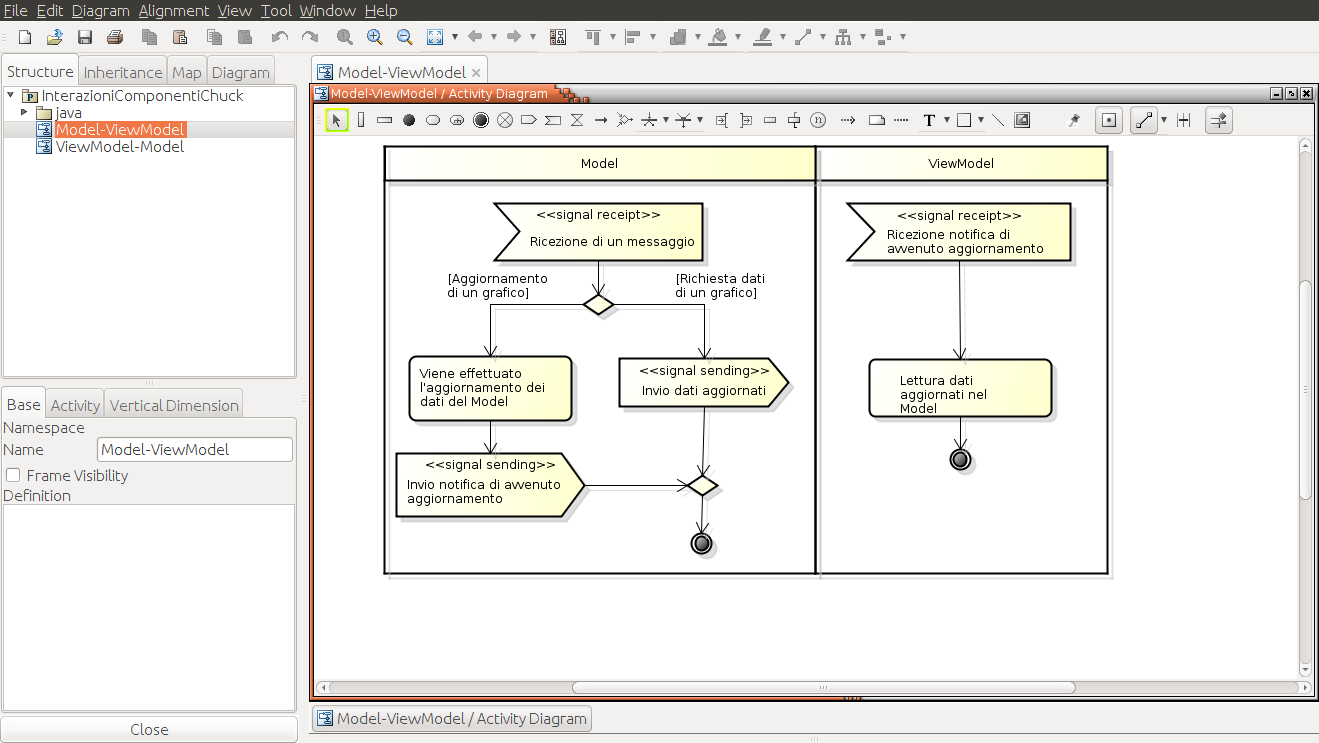 File Edit Diagram Alignment View Tool Window Help
Structure Inheritance Map Diagram
InterazioniComponentiChuck
java
Model-ViewModel
ViewModel-Model
Base Activity Vertical Dimension
Namespace
Name Model-ViewModel
Frame Visibility
Definition
Close
Model-ViewModel
Model-ViewModel / Activity Diagram
T
Model ViewModel
<<signal receipt>>
Ricezione di un messaggio
[Aggiornamento
di un grafico]
[Richiesta dati
di un grafico]
Viene effettuato
l'aggiornamento dei
dati del Model
<<signal sending>>
Invio dati aggiornati
<<signal sending>>
Invio notifica di avvenuto
aggiornamento
<<signal receipt>>
Ricezione notifica di
avvenuto aggiornamento
Lettura dati
aggiornati nel
Model
Model-ViewModel / Activity Diagram